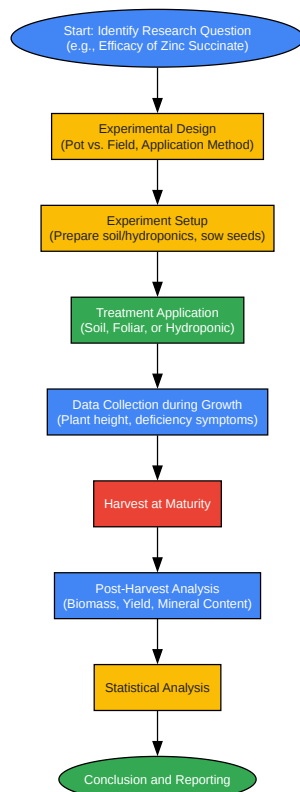 Start: Identify Research Question
(e.g., Efficacy of Zinc Succinate)
Experimental Design
(Pot vs. Field, Application Method)
Experiment Setup
(Prepare soil/hydroponics, sow seeds)
Treatment Application
(Soil, Foliar, or Hydroponic)
Data Collection during Growth
(Plant height, deficiency symptoms)
Harvest at Maturity
Post-Harvest Analysis
(Biomass, Yield, Mineral Content)
Statistical Analysis
Conclusion and Reporting